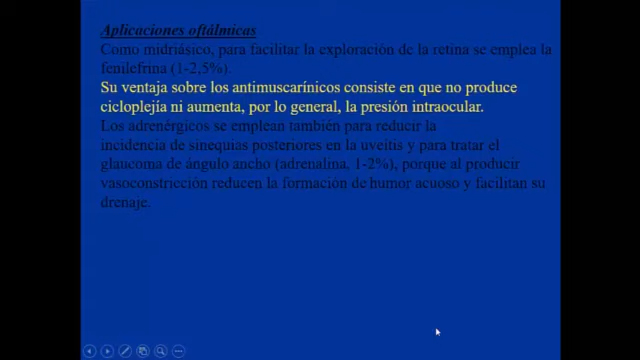 Aplicaciones oftálmicas
Como midriásico, para facilitar la exploración de la retina se emplea la
fenilefrina (1-2,5%).
Su ventaja sobre los antimuscarínicos consiste en que no produce
cicloplejía ni aumenta, por lo general, la presión intraocular.
Los adrenérgicos se emplean también para reducir la
incidencia de sinequias posteriores en la uveítis y para tratar el
glaucoma de ángulo ancho (adrenalina, 1-2%), porque al producir
vasoconstricción reducen la formación de humor acuoso y facilitan su
drenaje.